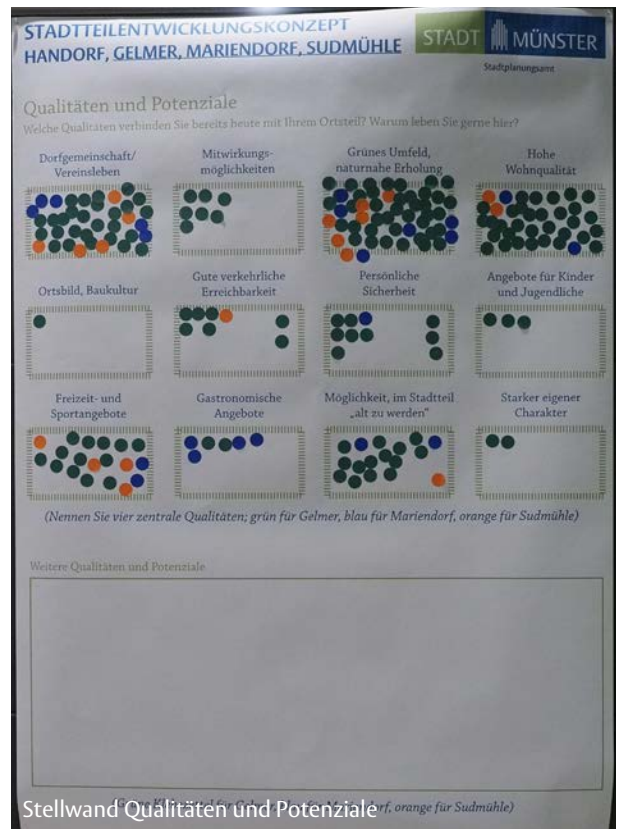 STADTTEILENTWICKLUNGSKONZEPT
HANDORF, GELMER, MARIENDORF, SUDMÜHLE
STADT MÜNSTER
Stadtplanungsamt
Qualitäten und Potenziale
Welche Qualitäten verbinden Sie bereits heute mit Ihrem Ortsteil? Warum leben Sie gerne hier?
Dorfgemeinschaft/
Vereinsleben
Mitwirkungs-
möglichkeiten
Grünes Umfeld,
naturnahe Erholung
Hohe
Wohnqualität
Ortsbild, Baukultur
Gute verkehrliche
Erreichbarkeit
Persönliche
Sicherheit
Angebote für Kinder
und Jugendliche
Freizeit- und
Sportangebote
Gastronomische
Angebote
Möglichkeit, im Stadtteil
„alt zu werden"
Starker eigener
Charakter
(Nennen Sie vier zentrale Qualitäten; grün für Gelmer, blau für Mariendorf, orange für Sudmühle)
Weitere Qualitäten und Potenziale
orange für Sudmühle)
Stellwand Qualitäten und Potenziale